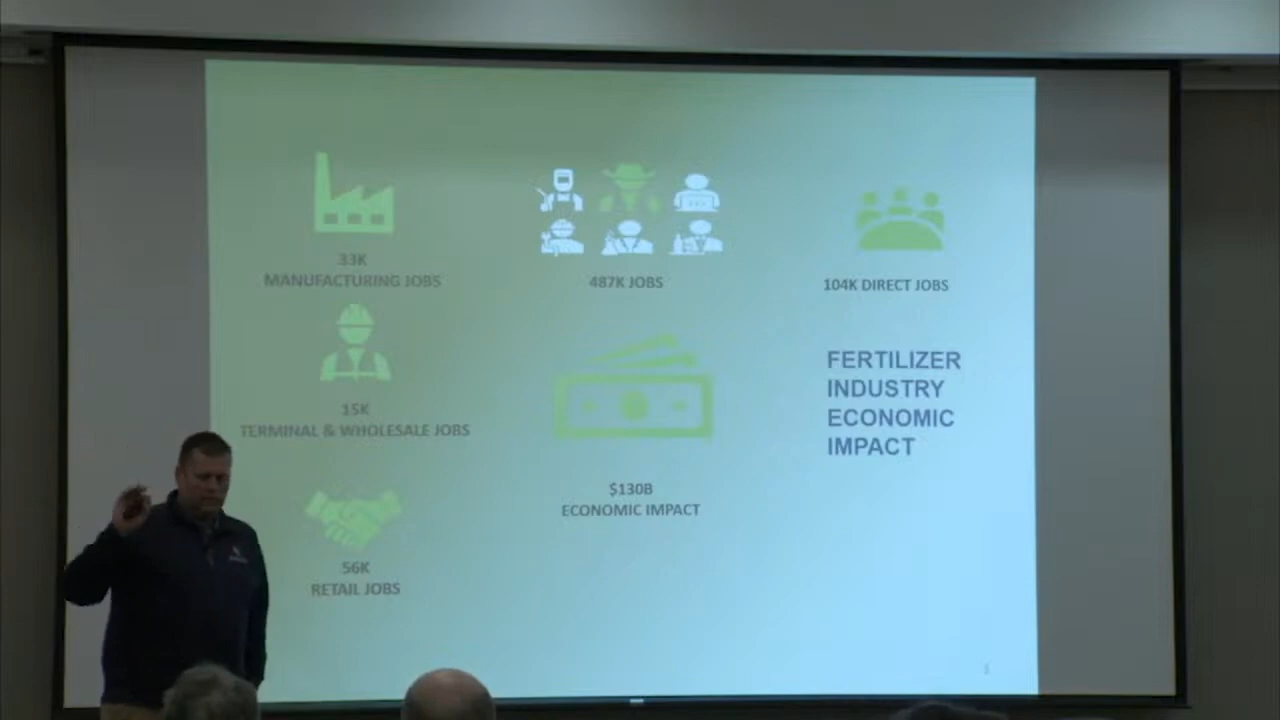 33K
MANUFACTURING JOBS
487K JOBS
104K DIRECT JOBS
15K
TERMINAL & WHOLESALE JOBS
$130B
ECONOMIC IMPACT
FERTILIZER
INDUSTRY
ECONOMIC
IMPACT
56K
RETAIL JOBS